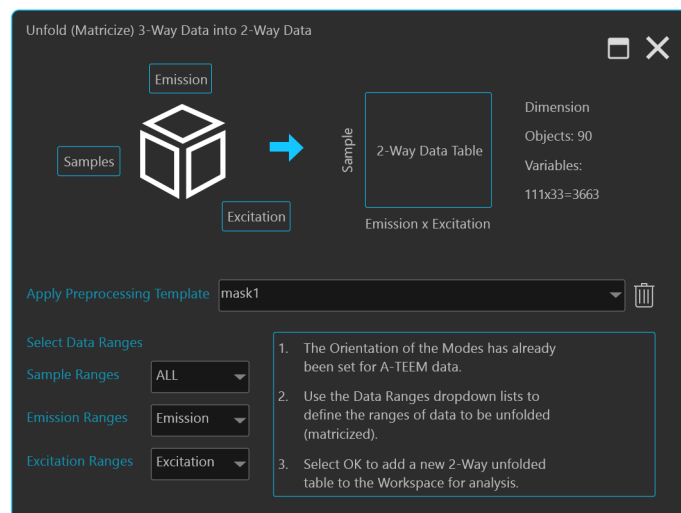 Unfold (Matricize) 3-Way Data into 2-Way Data
Emission
Samples
Excitation
Sample
2-Way Data Table
Emission x Excitation
Dimension
Objects: 90
Variables:
111x33=3663
Apply Preprocessing Template
mask1
Select Data Ranges
Sample Ranges
ALL
Emission Ranges
Emission
Excitation Ranges
Excitation
1. The Orientation of the Modes has already
been set for A-TEEM data.
2. Use the Data Ranges dropdown lists to
define the ranges of data to be unfolded
(matricized).
3. Select OK to add a new 2-Way unfolded
table to the Workspace for analysis.